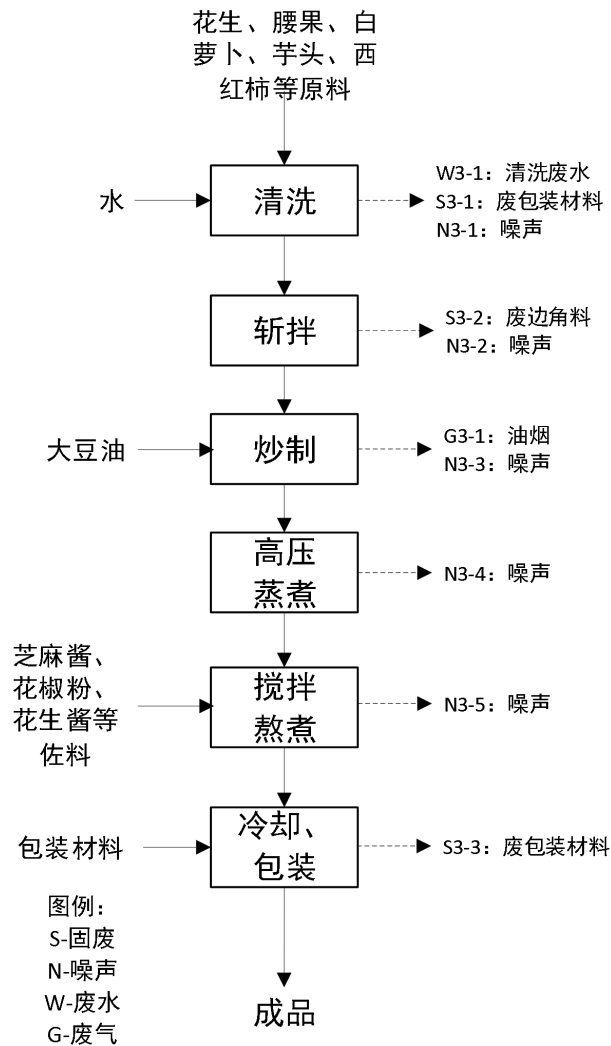 花生、腰果、白
萝卜、芋头、西
红柿等原料
水
清洗
W3-1：清洗废水
S3-1：废包装材料
N3-1：噪声
斩拌
S3-2：废边角料
N3-2：噪声
大豆油
炒制
G3-1：油烟
N3-3：噪声
高压
蒸煮
N3-4：噪声
芝麻酱、
花椒粉、
花生酱等
佐料
搅拌
熬煮
N3-5：噪声
包装材料
冷却、
包装
S3-3：废包装材料
图例：
S-固废
N-噪声
W-废水
G-废气
成品